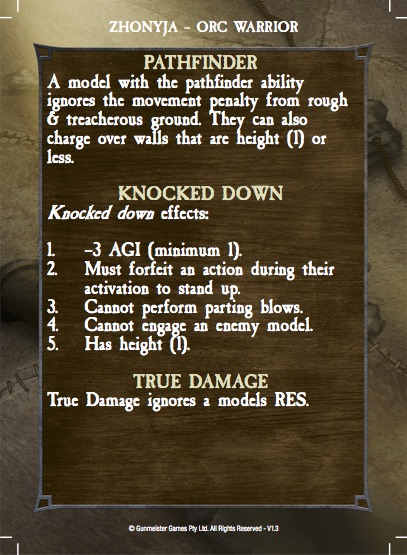 ZHONYJA – ORC WARRIOR
PATHFINDER
A model with the pathfinder ability
ignores the movement penalty from rough
& treacherous ground. They can also
charge over walls that are height (1) or
less.
KNOCKED DOWN
Knocked down effects:
1. –3 AGI (minimum 1).
2. Must forfeit an action during their
activation to stand up.
3. Cannot perform parting blows.
4. Cannot engage an enemy model.
5. Has height (1).
TRUE DAMAGE
True Damage ignores a models RES.
© Gunmeister Games Pty Ltd. All Rights Reserved - V1.3